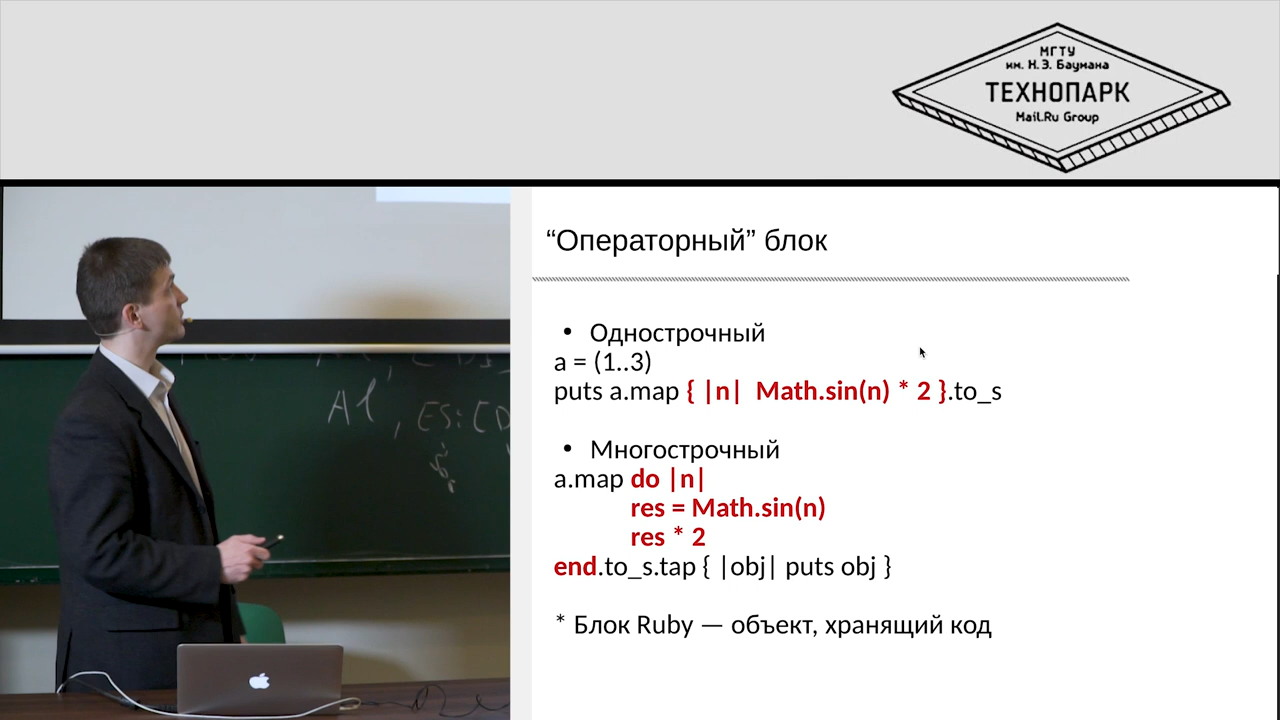 МГТУ
им. Н.Э. Баумана
ТЕХНОПАРК
Mail.Ru Group
“Операторный” блок
• Однострочный
a = (1..3)
puts a.map { |n|  Math.sin(n) * 2 }.to_s
• Многострочный
a.map do |n|
res = Math.sin(n)
res * 2
end.to_s.tap { |obj| puts obj }
* Блок Ruby — объект, хранящий код